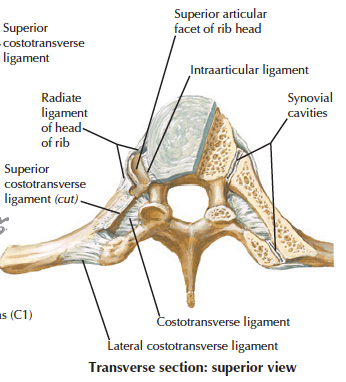 Superior
costotransverse
ligament
Superior articular
facet of rib head
Intraarticular ligament
Radiate
ligament
of head
of rib
Synovial
cavities
Superior
costotransverse
ligament (cut)
s (C1)
Costotransverse ligament
Lateral costotransverse ligament
Transverse section: superior view